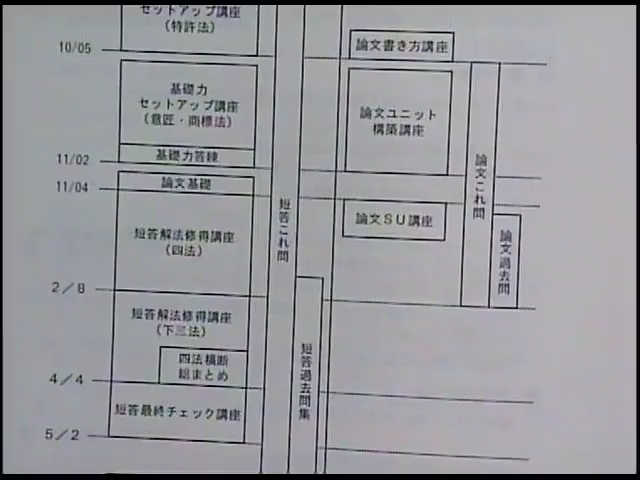 セットアップ講座
(特許法)
10/05
論文書き方講座
基礎力
セットアップ講座
(意匠・商標法)
論文ユニット
構築講座
基礎力答練
11/02
論文これ問
11/04
論文基礎
短答これ問
論文ＳＵ講座
短答解法修得講座
(四法)
論文過去問
2／8
短答解法修得講座
(下三法)
四法横断
総まとめ
短答過去問集
4／4
短答最終チェック講座
5／2